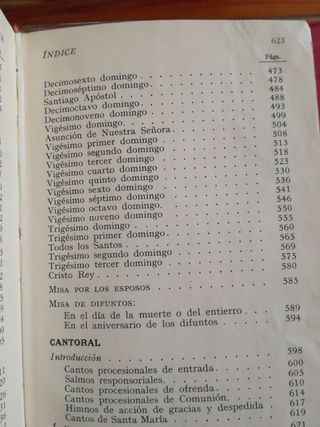 ÍNDICE 623
Págs.
Decimosexto domingo . . . . . . . . . 473
Decimoséptimo domingo . . . . . . . . . 478
Santiago Apóstol . . . . . . . . . 484
Decimoctavo domingo . . . . . . . . . 488
Decimonoveno domingo . . . . . . . . . 493
Vigésimo domingo . . . . . . . . . 499
Asunción de Nuestra Señora . . . . . . . . . 504
Vigésimo primer domingo . . . . . . . . . 508
Vigésimo segundo domingo . . . . . . . . . 513
Vigésimo tercer domingo . . . . . . . . . 518
Vigésimo cuarto domingo . . . . . . . . . 523
Vigésimo quinto domingo . . . . . . . . . 530
Vigésimo sexto domingo . . . . . . . . . 536
Vigésimo séptimo domingo . . . . . . . . . 541
Vigésimo octavo domingo . . . . . . . . . 546
Vigésimo noveno domingo . . . . . . . . . 550
Trigésimo domingo . . . . . . . . . 555
Trigésimo primer domingo . . . . . . . . . 560
Todos los Santos . . . . . . . . . 565
Trigésimo segundo domingo . . . . . . . . . 569
Trigésimo tercer domingo . . . . . . . . . 575
Cristo Rey . . . . . . . . . 580
MISA POR LOS ESPOSOS . . . . . . . . . 585
MISA DE DIFUNTOS:
En el día de la muerte o del entierro . . . 589
En el aniversario de los difuntos . . . . 594
CANTORAL
Introducción . . . . . . . . . 598
Cantos procesionales de entrada . . . . 600
Salmos responsoriales . . . . . . . 605
Cantos procesionales de ofrenda . . . . 610
Cantos procesionales de Comunión . . . . 614
Himnos de acción de gracias y despedida . 617
Cantos de Santa María . . . . . . . 619
621